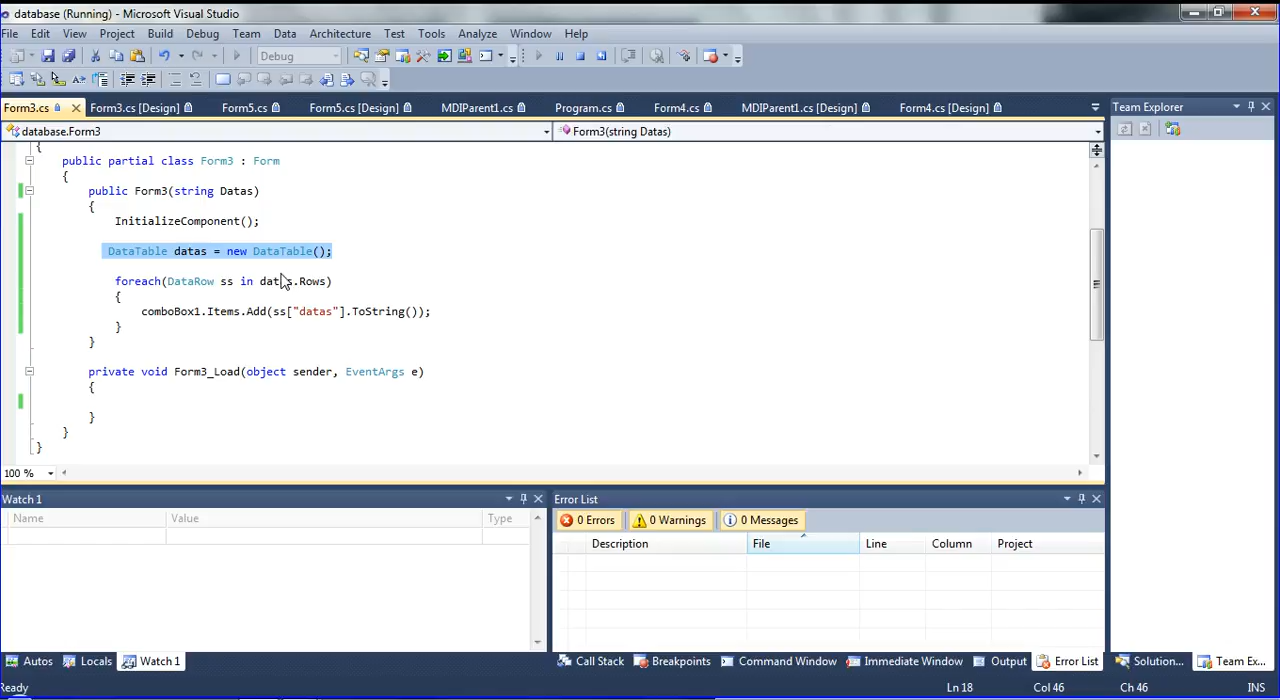 database (Running) - Microsoft Visual Studio
File Edit View Project Build Debug Team Data Architecture Test Tools Analyze Window Help
Debug
Form3.cs Form3.cs [Design] Form5.cs Form5.cs [Design] MDIParent1.cs Program.cs Form4.cs MDIParent1.cs [Design] Form4.cs [Design] Team Explorer
database.Form3 Form3(string Datas)
{
public partial class Form3 : Form
{
public Form3(string Datas)
{
InitializeComponent();
DataTable datas = new DataTable();
foreach(DataRow ss in datas.Rows)
{
comboBox1.Items.Add(ss["datas"].ToString());
}
}
private void Form3_Load(object sender, EventArgs e)
{
}
}
}
100 %
Watch 1 Error List
Name Value Type 0 Errors 0 Warnings 0 Messages
Description File Line Column Project
Autos Locals Watch 1 Call Stack Breakpoints Command Window Immediate Window Output Error List Solution... Team Ex...
Ready Ln 18 Col 46 Ch 46 INS